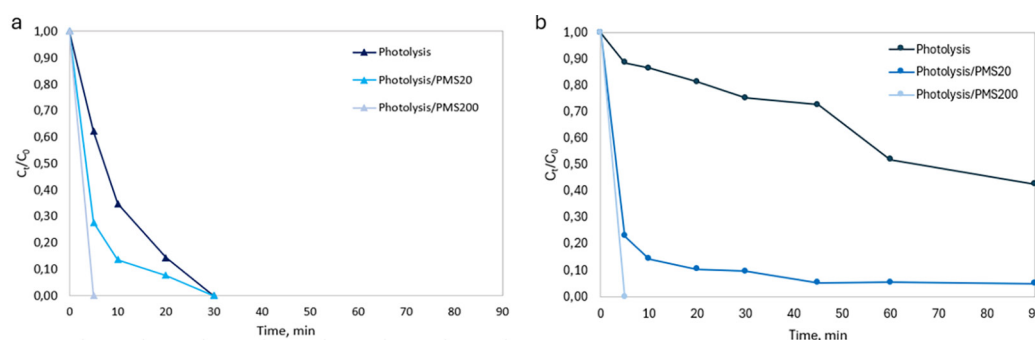 a
1,00
0,90
0,80
0,70
0,60
0,50
0,40
0,30
0,20
0,10
0,00
Ct/C0
0 10 20 30 40 50 60 70 80 90
Time, min
Photolysis
Photolysis/PMS20
Photolysis/PMS200
b
1,00
0,90
0,80
0,70
0,60
0,50
0,40
0,30
0,20
0,10
0,00
Ct/C0
0 10 20 30 40 50 60 70 80 90
Time, min
Photolysis
Photolysis/PMS20
Photolysis/PMS200